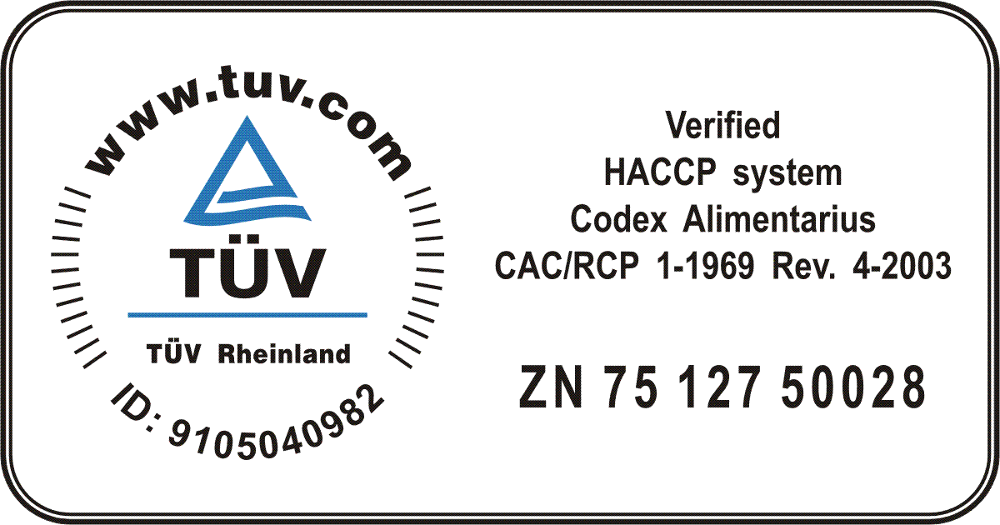 www.tuv.com
TÜV
TÜV Rheinland
ID: 9105040982
Verified
HACCP system
Codex Alimentarius
CAC/RCP 1-1969 Rev. 4-2003
ZN 75 127 50028